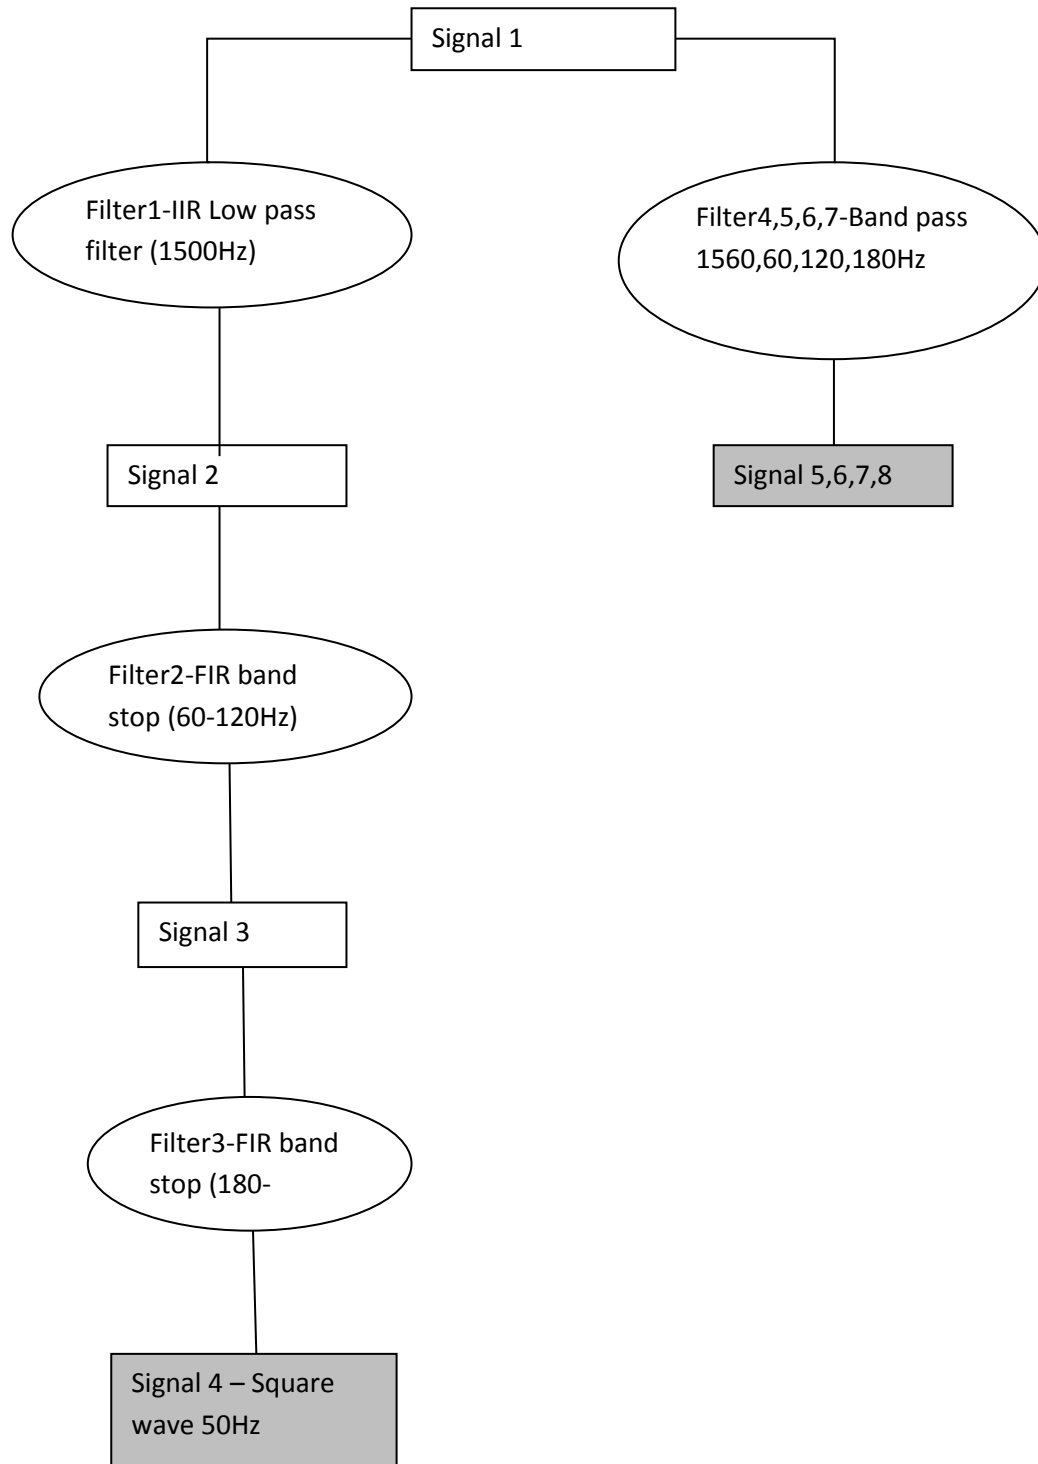 Signal 1
Filter1-IIR Low pass
filter (1500Hz)
Filter4,5,6,7-Band pass
1560,60,120,180Hz
Signal 2
Signal 5,6,7,8
Filter2-FIR band
stop (60-120Hz)
Signal 3
Filter3-FIR band
stop (180-
Signal 4 – Square
wave 50Hz